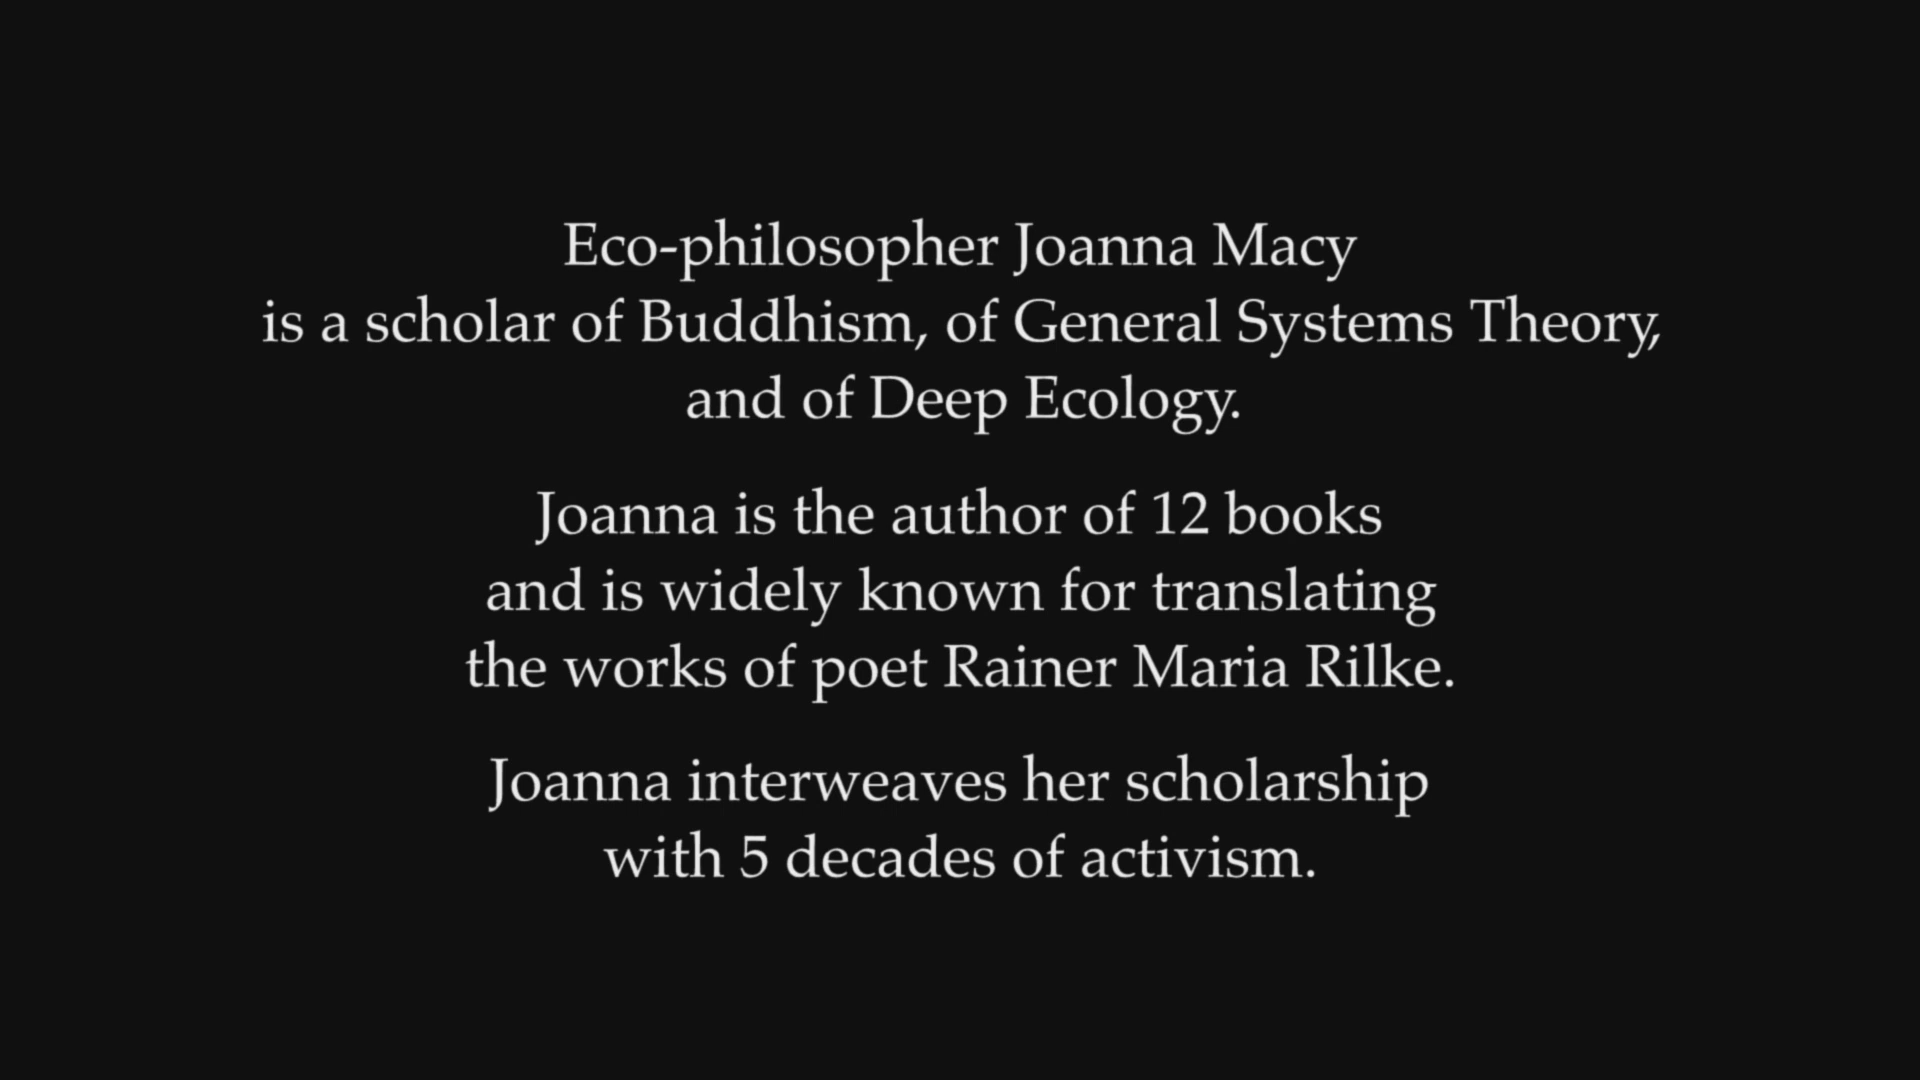 Eco-philosopher Joanna Macy
is a scholar of Buddhism, of General Systems Theory,
and of Deep Ecology.
Joanna is the author of 12 books
and is widely known for translating
the works of poet Rainer Maria Rilke.
Joanna interweaves her scholarship
with 5 decades of activism.